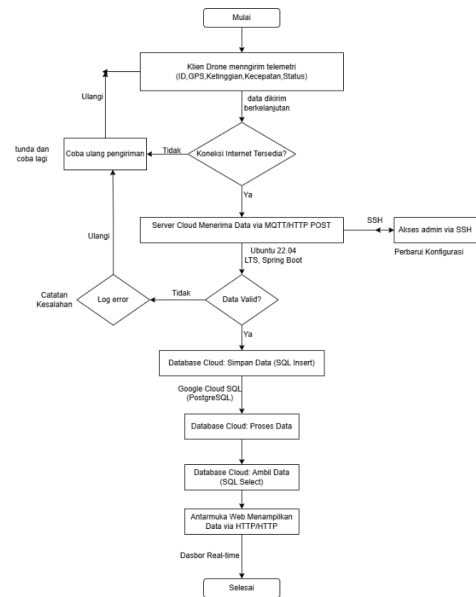 Mulai
Klien Drone menngirim telemetri
(ID,GPS,Ketinggian,Kecepatan,Status)
Ulangi
data dikirim
berkelanjutan
tunda dan
coba lagi
Coba ulang pengiriman
Tidak
Koneksi Internet Tersedia?
Ya
Server Cloud Menerima Data via MQTT/HTTP POST
SSH
Akses admin via SSH
Perbarui Konfigurasi
Ulangi
Ubuntu 22.04
LTS, Spring Boot
Catatan
Kesalahan
Log error
Tidak
Data Valid?
Ya
Database Cloud: Simpan Data (SQL Insert)
Google Cloud SQL
(PostgreSQL)
Database Cloud: Proses Data
Database Cloud: Ambil Data
(SQL Select)
Antarmuka Web Menampilkan
Data via HTTP/HTTP
Dasbor Real-time
Selesai